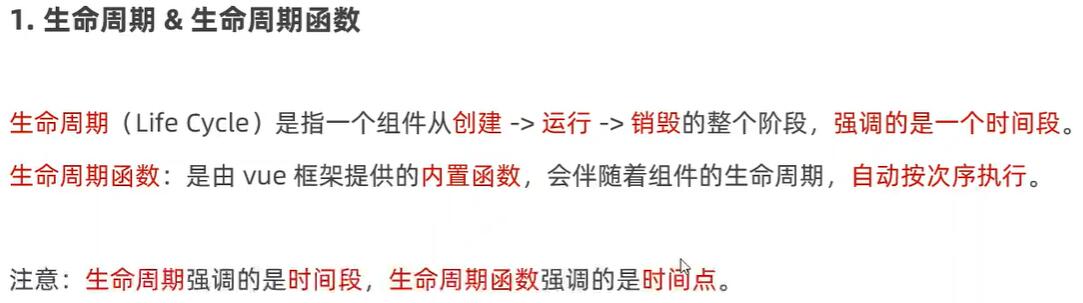 1. 生命周期 & 生命周期函数
生命周期（Life Cycle）是指一个组件从创建 -> 运行 -> 销毁的整个阶段，强调的是一个时间段。
生命周期函数：是由 vue 框架提供的内置函数，会伴随着组件的生命周期，自动按次序执行。
注意：生命周期强调的是时间段，生命周期函数强调的是时间点。